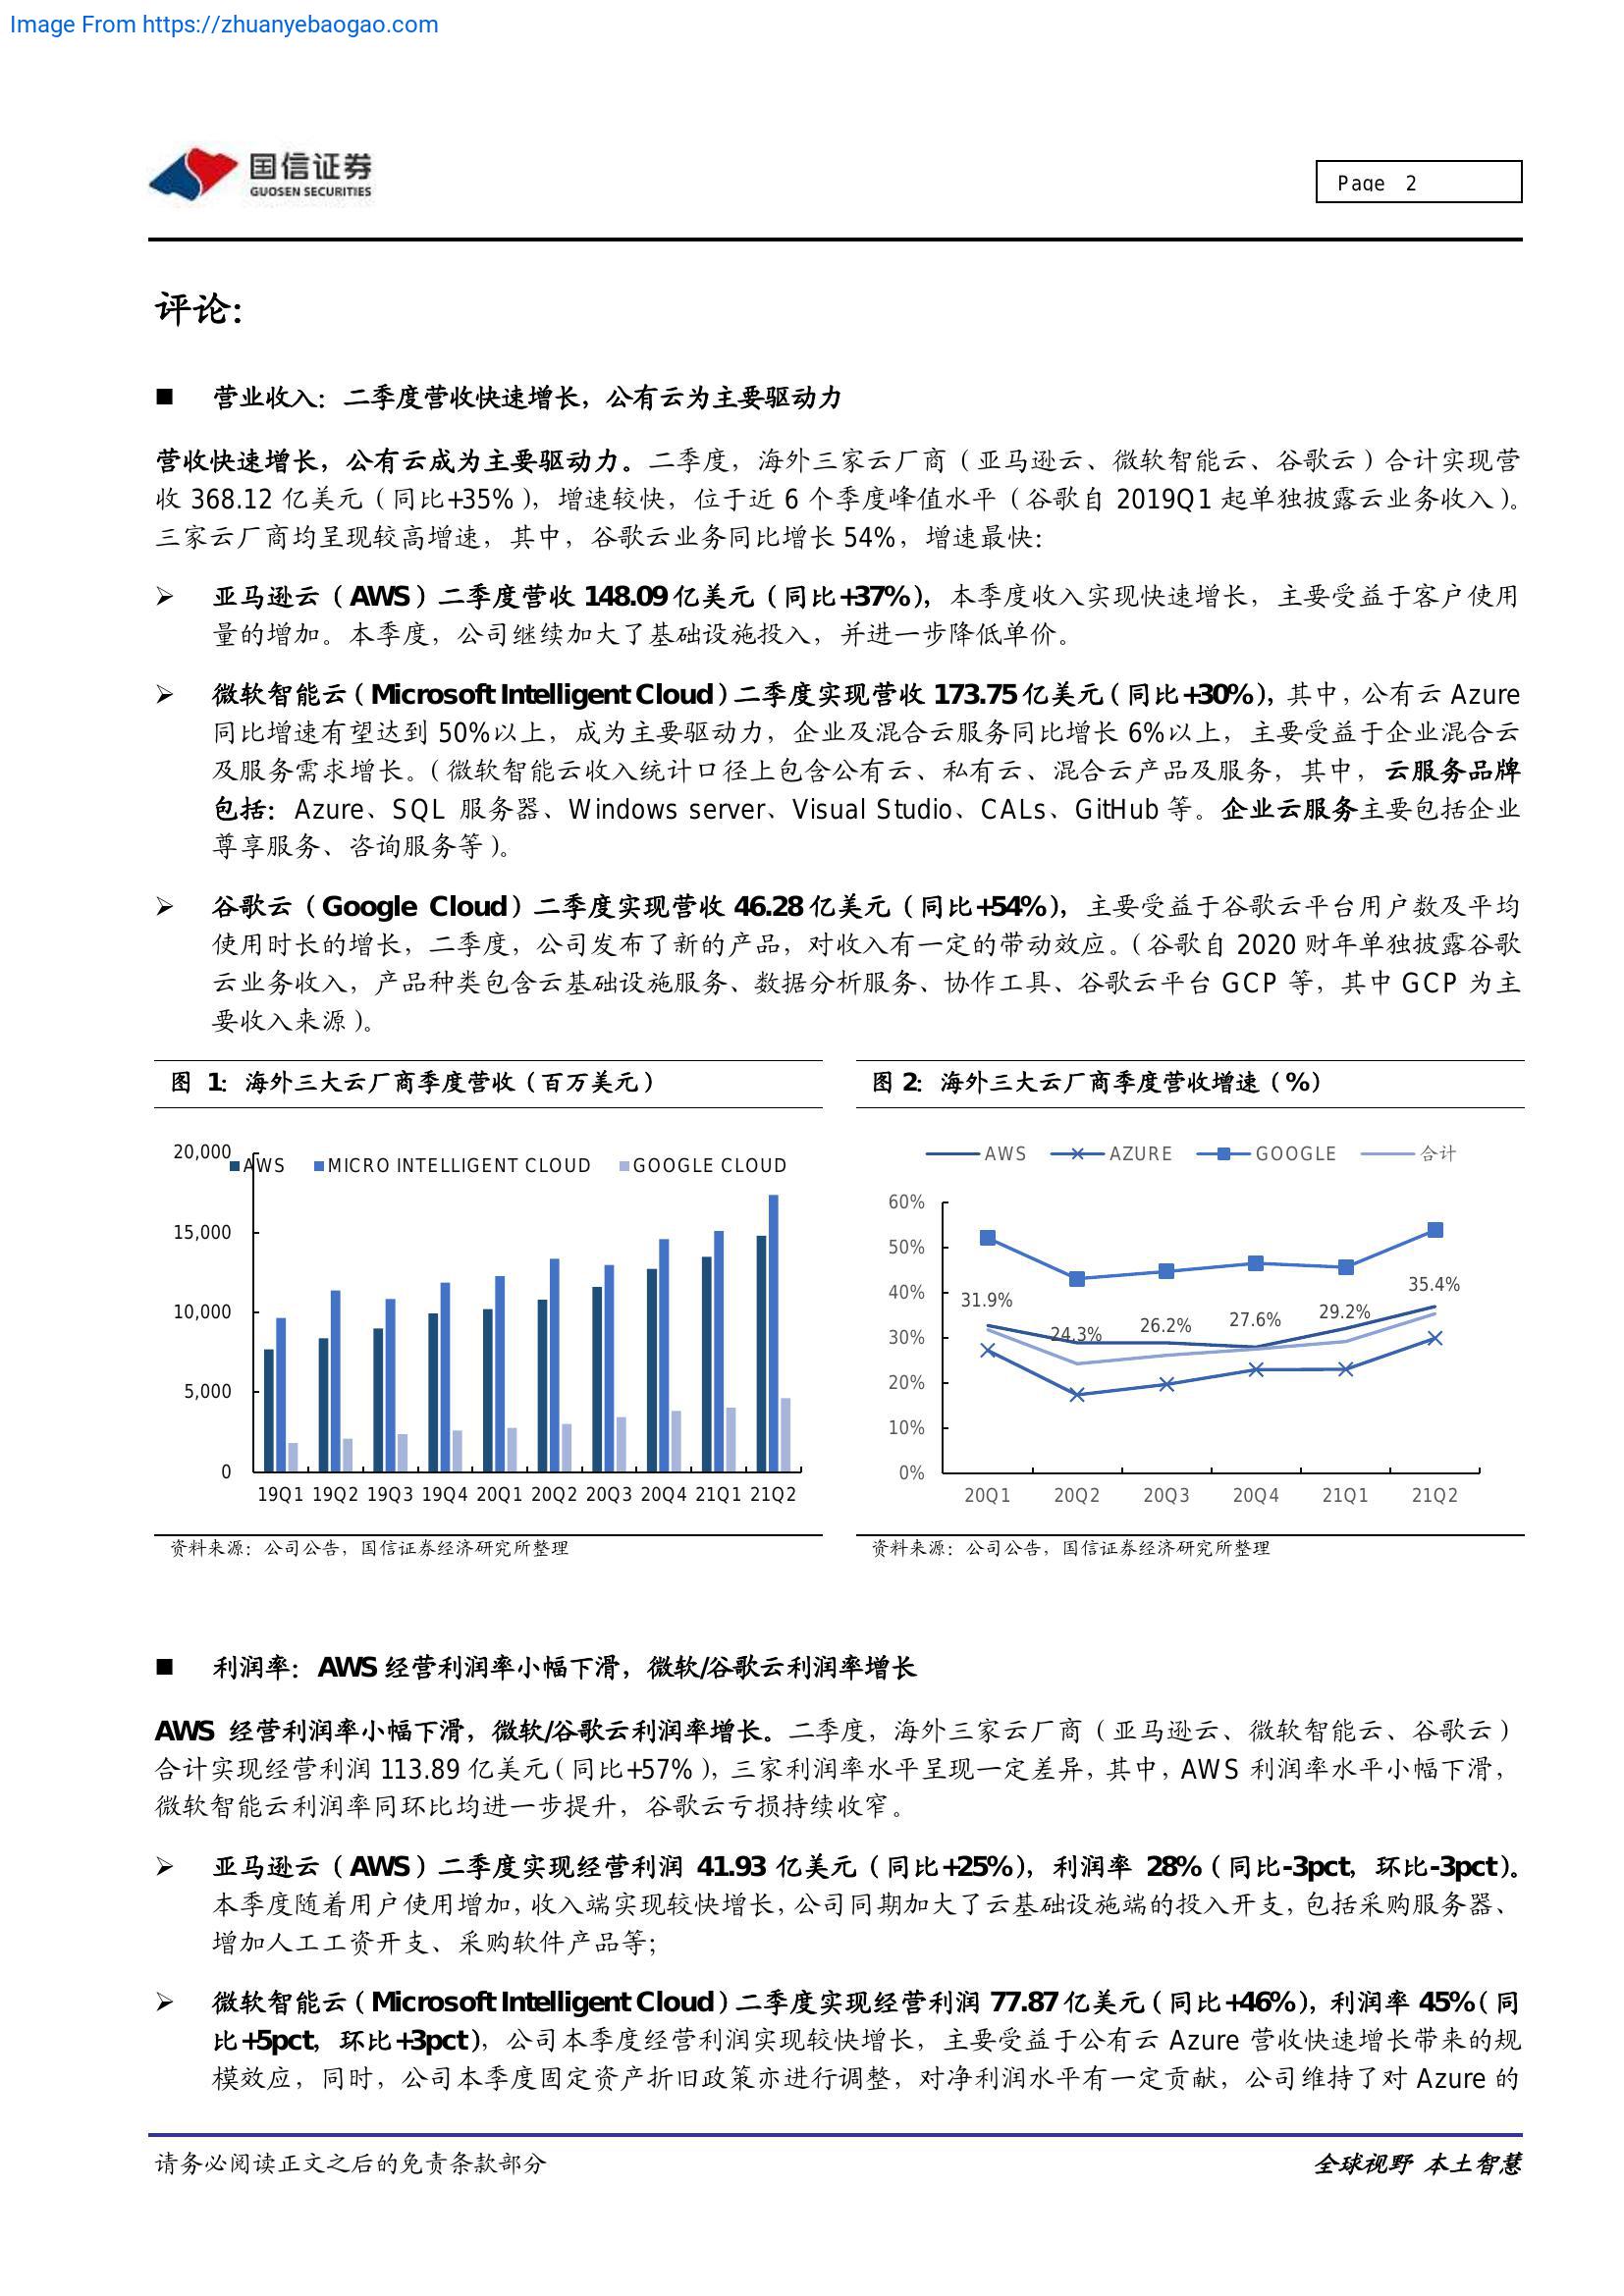 Image From https://zhuanyebaogao.com
国信证券
GUOSEN SECURITIES
Page 2
评论：
■ 营业收入：二季度营收快速增长，公有云为主要驱动力
营收快速增长，公有云成为主要驱动力。二季度，海外三家云厂商（亚马逊云、微软智能云、谷歌云）合计实现营
收 368.12 亿美元（同比+35%），增速较快，位于近 6 个季度峰值水平（谷歌自 2019Q1 起单独披露云业务收入）。
三家云厂商均呈现较高增速，其中，谷歌云业务同比增长 54%，增速最快：
➢ 亚马逊云（AWS）二季度营收 148.09 亿美元（同比+37%），本季度收入实现快速增长，主要受益于客户使用
量的增加。本季度，公司继续加大了基础设施投入，并进一步降低单价。
➢ 微软智能云（Microsoft Intelligent Cloud）二季度实现营收 173.75 亿美元（同比+30%），其中，公有云 Azure
同比增速有望达到 50%以上，成为主要驱动力，企业及混合云服务同比增长 6%以上，主要受益于企业混合云
及服务需求增长。（微软智能云收入统计口径上包含公有云、私有云、混合云产品及服务，其中，云服务品牌
包括：Azure、SQL 服务器、Windows server、Visual Studio、CALs、GitHub 等。企业云服务主要包括企业
尊享服务、咨询服务等）。
➢ 谷歌云（Google Cloud）二季度实现营收 46.28 亿美元（同比+54%），主要受益于谷歌云平台用户数及平均
使用时长的增长，二季度，公司发布了新的产品，对收入有一定的带动效应。（谷歌自 2020 财年单独披露谷歌
云业务收入，产品种类包含云基础设施服务、数据分析服务、协作工具、谷歌云平台 GCP 等，其中 GCP 为主
要收入来源）。
图 1：海外三大云厂商季度营收（百万美元）
20,000
AWS MICRO INTELLIGENT CLOUD GOOGLE CLOUD
15,000
10,000
5,000
0
19Q1 19Q2 19Q3 19Q4 20Q1 20Q2 20Q3 20Q4 21Q1 21Q2
资料来源：公司公告，国信证券经济研究所整理
图 2：海外三大云厂商季度营收增速（%）
AWS AZURE GOOGLE 合计
60%
50%
40%
30%
20%
10%
0%
31.9% 24.3% 26.2% 27.6% 29.2% 35.4%
20Q1 20Q2 20Q3 20Q4 21Q1 21Q2
资料来源：公司公告，国信证券经济研究所整理
■ 利润率：AWS 经营利润率小幅下滑，微软/谷歌云利润率增长
AWS 经营利润率小幅下滑，微软/谷歌云利润率增长。二季度，海外三家云厂商（亚马逊云、微软智能云、谷歌云）
合计实现经营利润 113.89 亿美元（同比+57%），三家利润率水平呈现一定差异，其中，AWS 利润率水平小幅下滑，
微软智能云利润率同环比均进一步提升，谷歌云亏损持续收窄。
➢ 亚马逊云（AWS）二季度实现经营利润 41.93 亿美元（同比+25%），利润率 28%（同比-3pct，环比-3pct）。
本季度随着用户使用增加，收入端实现较快增长，公司同期加大了云基础设施端的投入开支，包括采购服务器、
增加人工工资开支、采购软件产品等；
➢ 微软智能云（Microsoft Intelligent Cloud）二季度实现经营利润 77.87 亿美元（同比+46%），利润率 45%（同
比+5pct，环比+3pct），公司本季度经营利润实现较快增长，主要受益于公有云 Azure 营收快速增长带来的规
模效应，同时，公司本季度固定资产折旧政策亦进行调整，对净利润水平有一定贡献，公司维持了对 Azure 的
请务必阅读正文之后的免责条款部分
全球视野 本土智慧